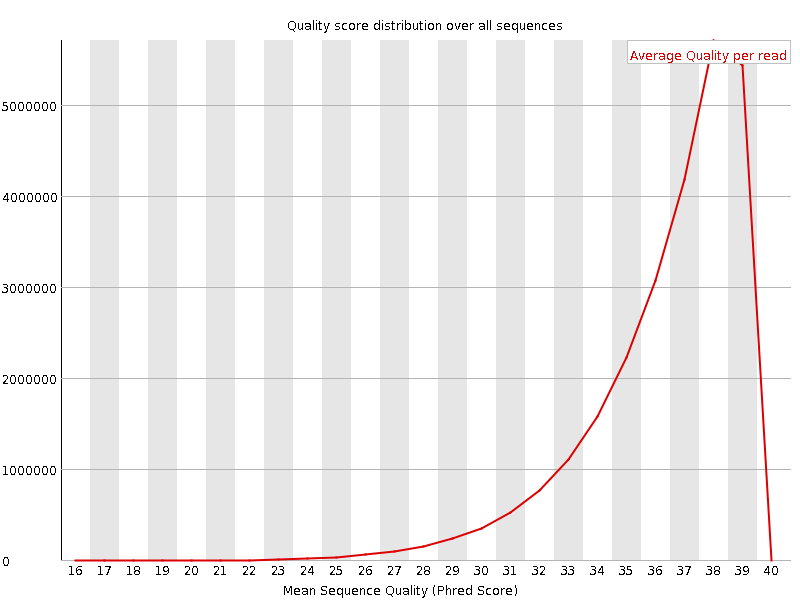 Quality score distribution over all sequences
Average Quality per read
5000000
4000000
3000000
2000000
1000000
0
16 17 18 19 20 21 22 23 24 25 26 27 28 29 30 31 32 33 34 35 36 37 38 39 40
Mean Sequence Quality (Phred Score)